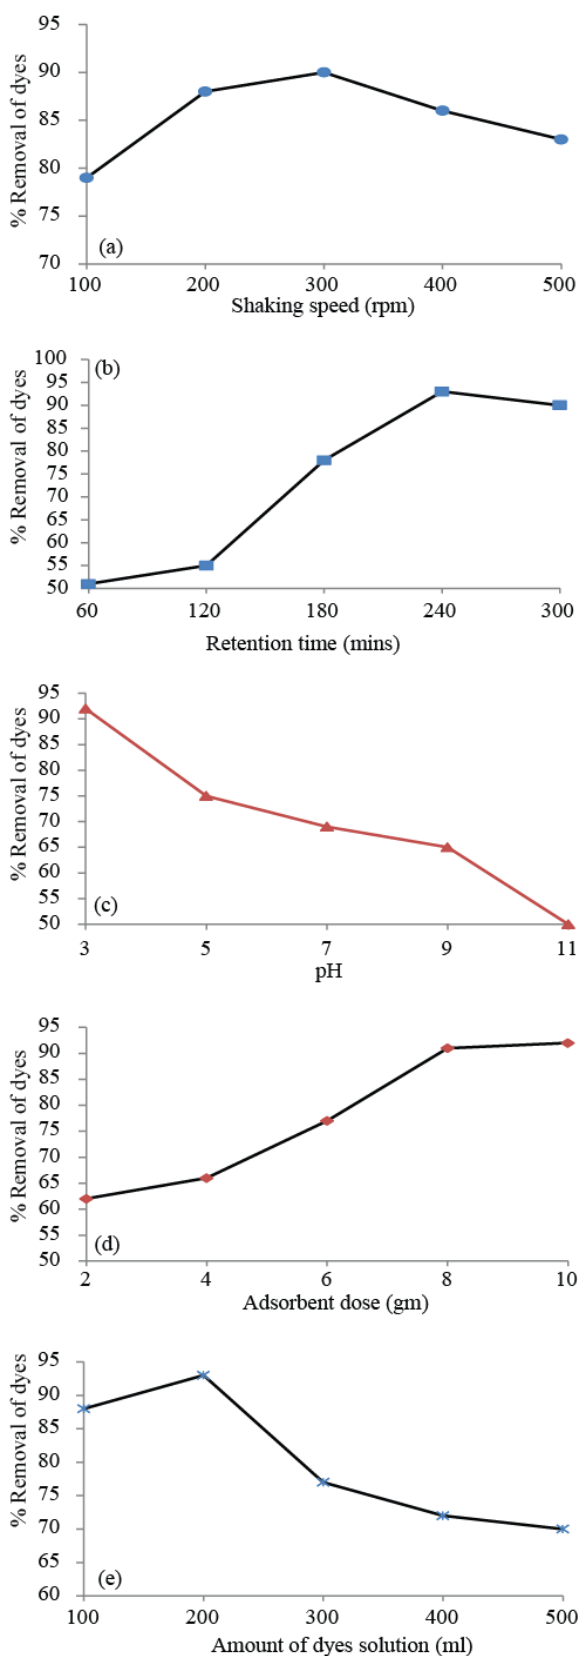 95
90
85
80
75
70
% Removal of dyes
(a)
100 200 300 400 500
Shaking speed (rpm)
100
95
90
85
80
75
70
65
60
55
50
% Removal of dyes
(b)
60 120 180 240 300
Retention time (mins)
95
90
85
80
75
70
65
60
55
50
% Removal of dyes
(c)
3 5 7 9 11
pH
95
90
85
80
75
70
65
60
55
50
% Removal of dyes
(d)
2 4 6 8 10
Adsorbent dose (gm)
95
90
85
80
75
70
65
60
% Removal of dyes
(e)
100 200 300 400 500
Amount of dyes solution (ml)